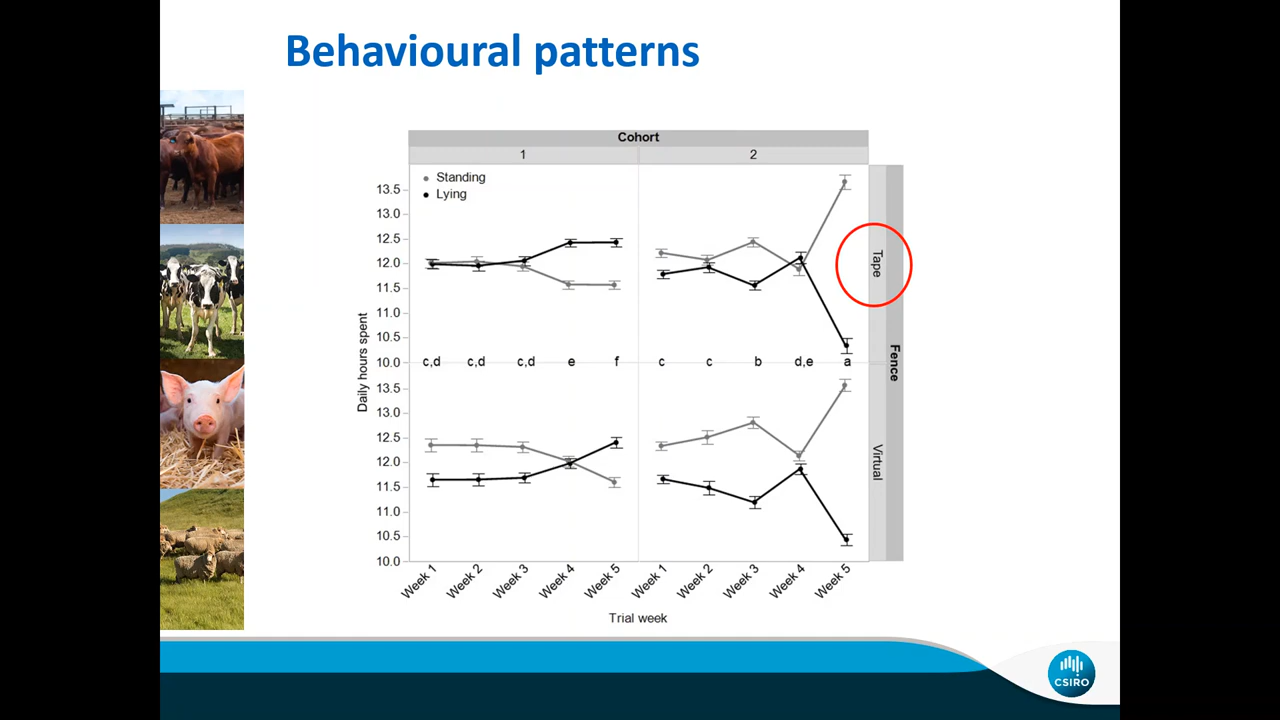 Behavioural patterns
Cohort
1 2
Standing
Lying
13.5
13.0
12.5
12.0
11.5
11.0
10.5
10.0
c,d c,d c,d e f c c b d,e a
13.5
13.0
12.5
12.0
11.5
11.0
10.5
10.0
Daily hours spent
Tape
Virtual
Fence
Week 1 Week 2 Week 3 Week 4 Week 5 Week 1 Week 2 Week 3 Week 4 Week 5
Trial week
CSIRO